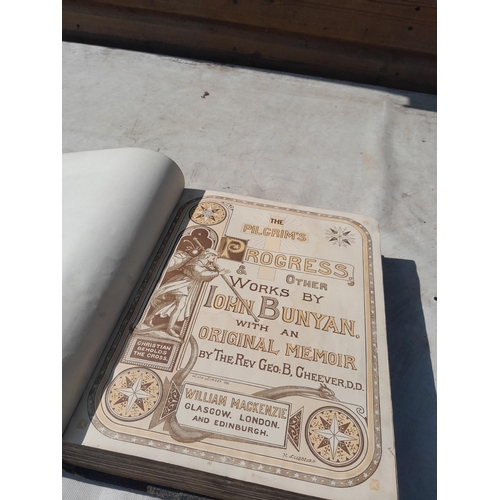 THE
PILGRIM'S
PROGRESS,
& OTHER
WORKS BY
JOHN BUNYAN.
WITH AN
ORIGINAL MEMOIR
BY THE REV. GEO: B. CHEEVER, D.D.
CHRISTIAN
BEHOLDS
THE CROSS.
WILLIAM MACKENZIE
GLASGOW. LONDON.
AND EDINBURGH.